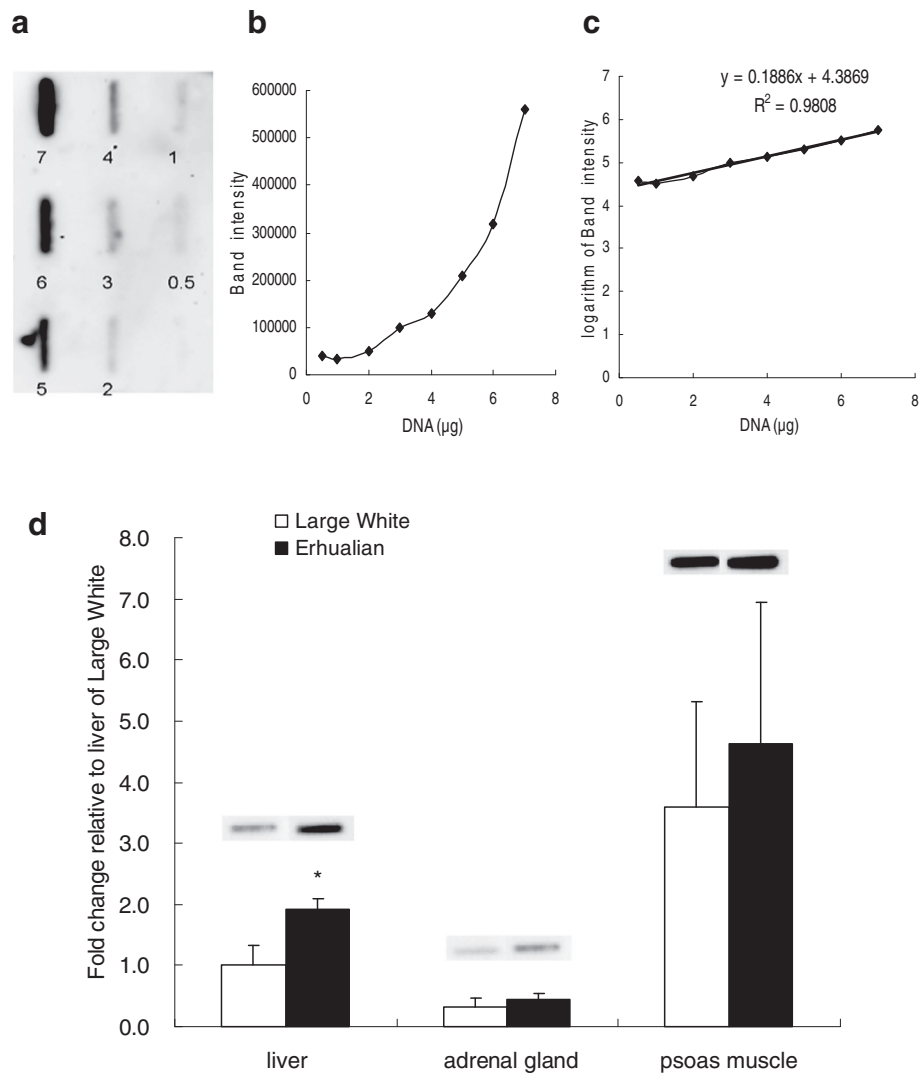 a
7
4
1
6
3
0.5
5
2
b
600000
500000
400000
300000
200000
100000
0
Band intensity
0 2 4 6 8
DNA (µg)
c
y = 0.1886x + 4.3869
R² = 0.9808
7
6
5
4
3
2
1
0
logarithm of Band intensity
0 2 4 6 8
DNA (µg)
d
Large White
Erhualian
8.0
7.0
6.0
5.0
4.0
3.0
2.0
1.0
0.0
Fold change relative to liver of Large White
*
liver adrenal gland psoas muscle